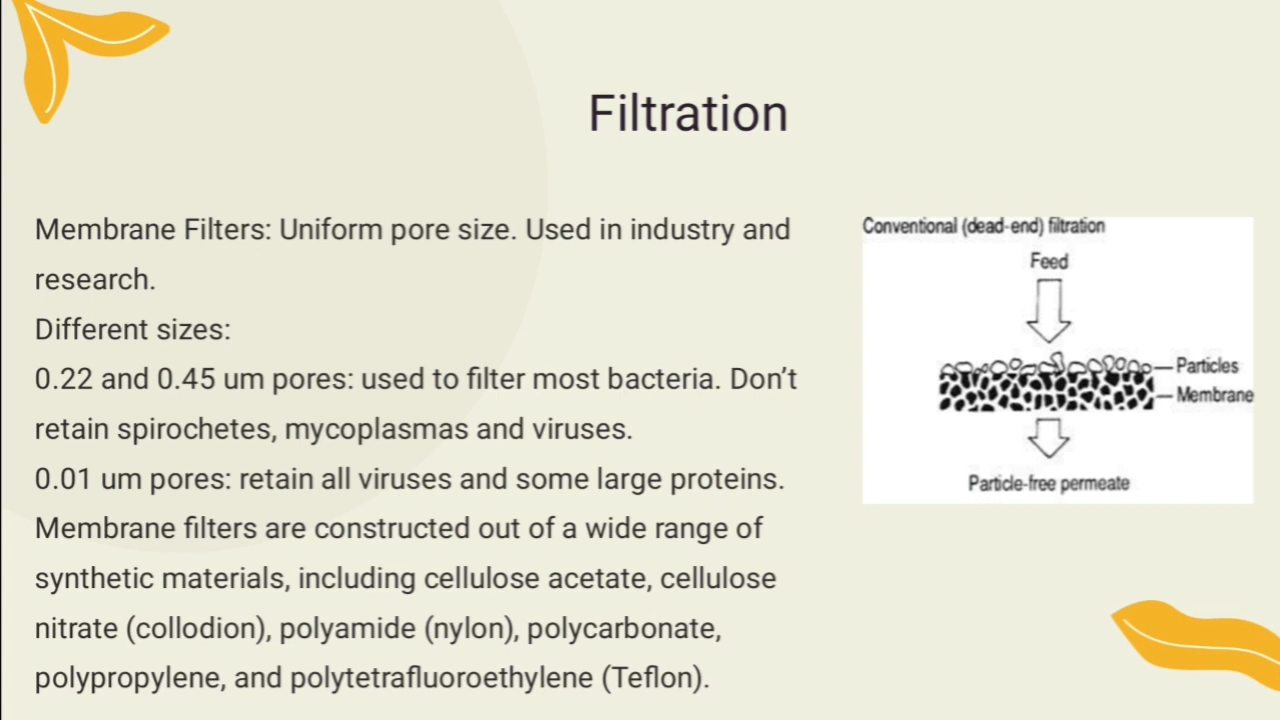 Filtration
Membrane Filters: Uniform pore size. Used in industry and
research.
Different sizes:
0.22 and 0.45 um pores: used to filter most bacteria. Don’t
retain spirochetes, mycoplasmas and viruses.
0.01 um pores: retain all viruses and some large proteins.
Membrane filters are constructed out of a wide range of
synthetic materials, including cellulose acetate, cellulose
nitrate (collodion), polyamide (nylon), polycarbonate,
polypropylene, and polytetrafluoroethylene (Teflon).
Conventional (dead-end) filtration
Feed
Particles
Membrane
Particle-free permeate